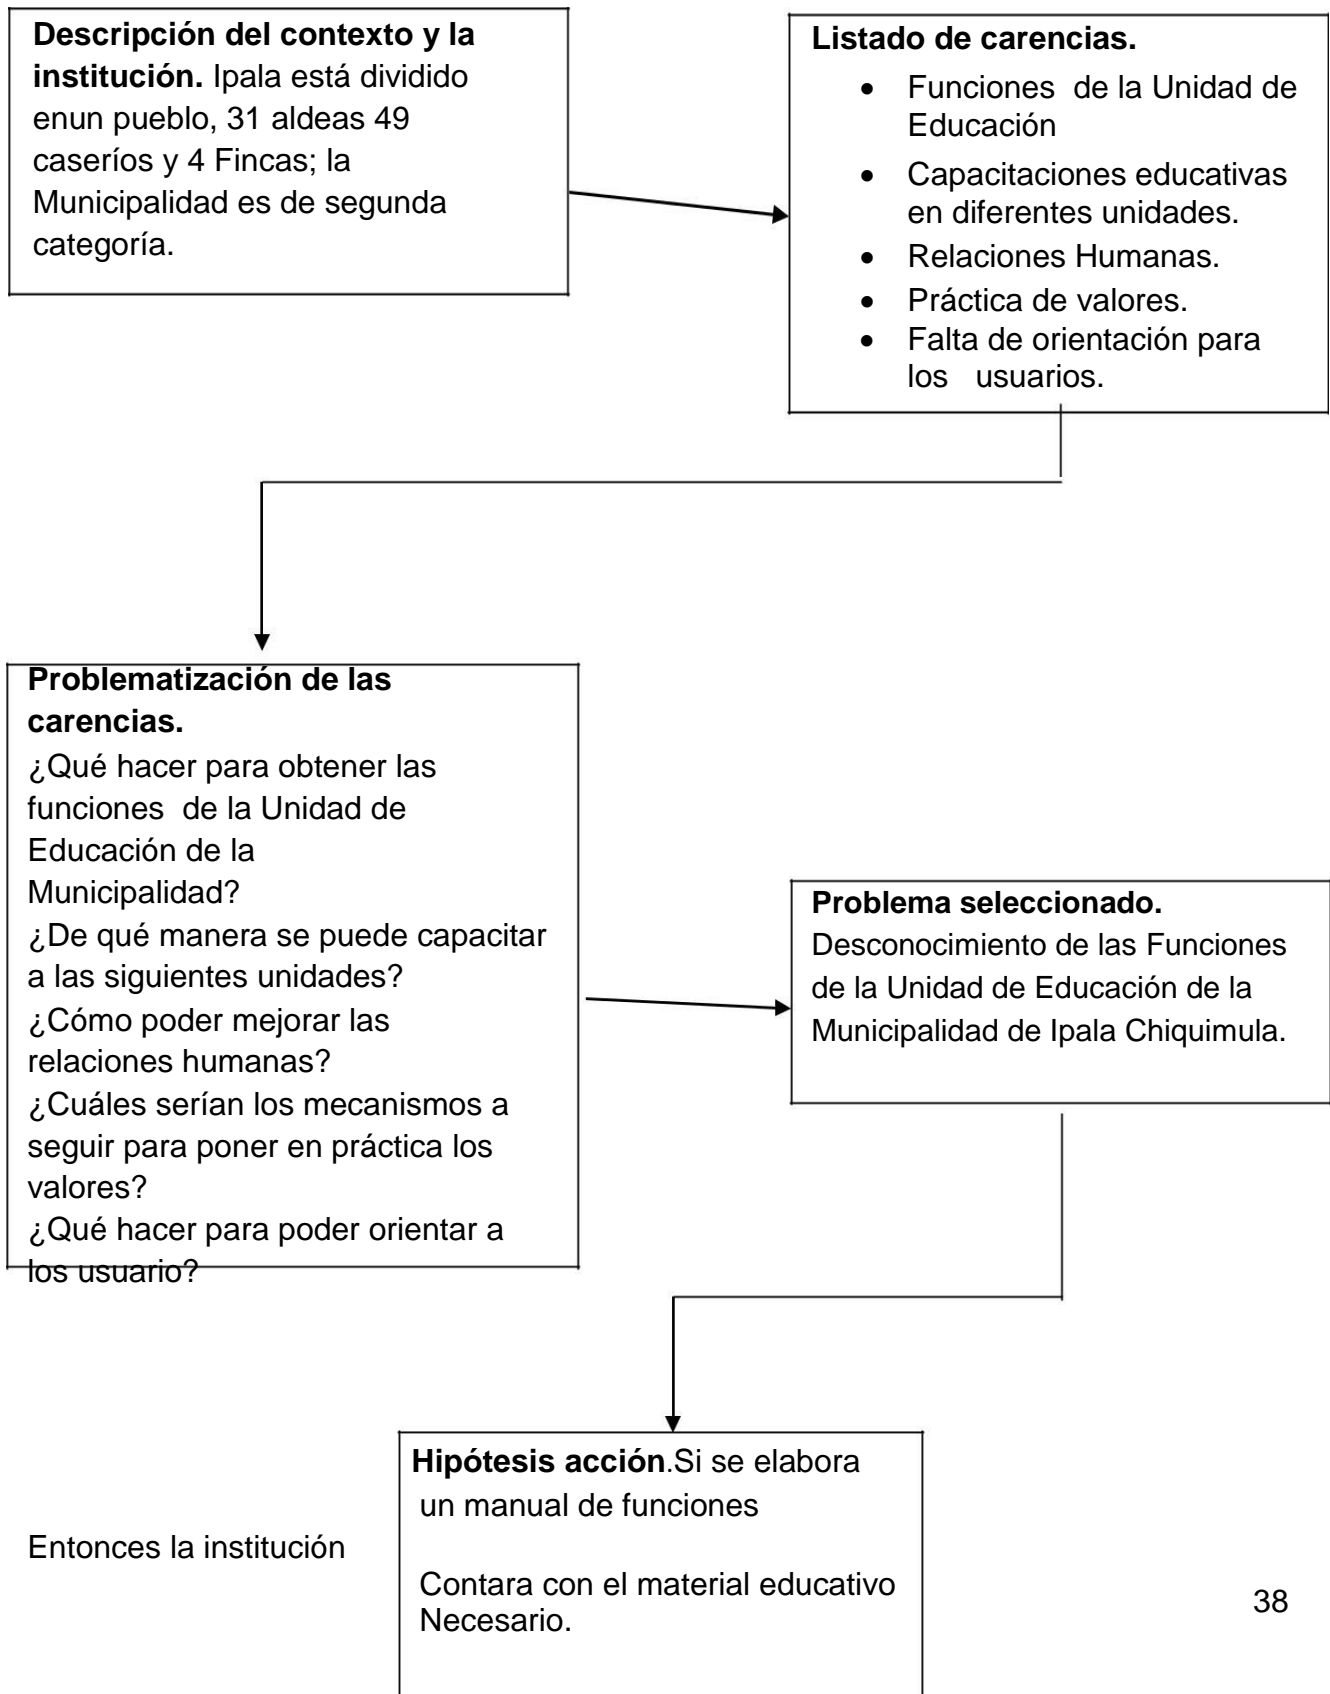 Descripción del contexto y la
institución. Ipala está dividido
enun pueblo, 31 aldeas 49
caseríos y 4 Fincas; la
Municipalidad es de segunda
categoría.
Listado de carencias.
• Funciones de la Unidad de
Educación
• Capacitaciones educativas
en diferentes unidades.
• Relaciones Humanas.
• Práctica de valores.
• Falta de orientación para
los usuarios.
Problematización de las
carencias.
¿Qué hacer para obtener las
funciones de la Unidad de
Educación de la
Municipalidad?
¿De qué manera se puede capacitar
a las siguientes unidades?
¿Cómo poder mejorar las
relaciones humanas?
¿Cuáles serían los mecanismos a
seguir para poner en práctica los
valores?
¿Qué hacer para poder orientar a
los usuario?
Problema seleccionado.
Desconocimiento de las Funciones
de la Unidad de Educación de la
Municipalidad de Ipala Chiquimula.
Hipótesis acción.Si se elabora
un manual de funciones
Entonces la institución
Contara con el material educativo
Necesario.
38